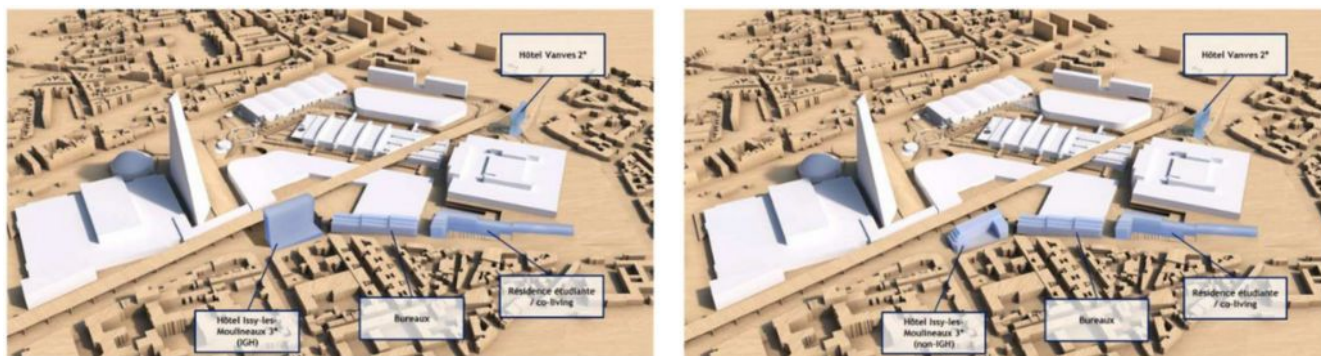 Hôtel Vanves 2*
Résidence étudiante
/ co-living
Bureaux
Hôtel Issy-les-
Moulineaux 3*
(IGH)
Hôtel Vanves 2*
Résidence étudiante
/ co-living
Bureaux
Hôtel Issy-les-
Moulineaux 3*
(non-IGH)